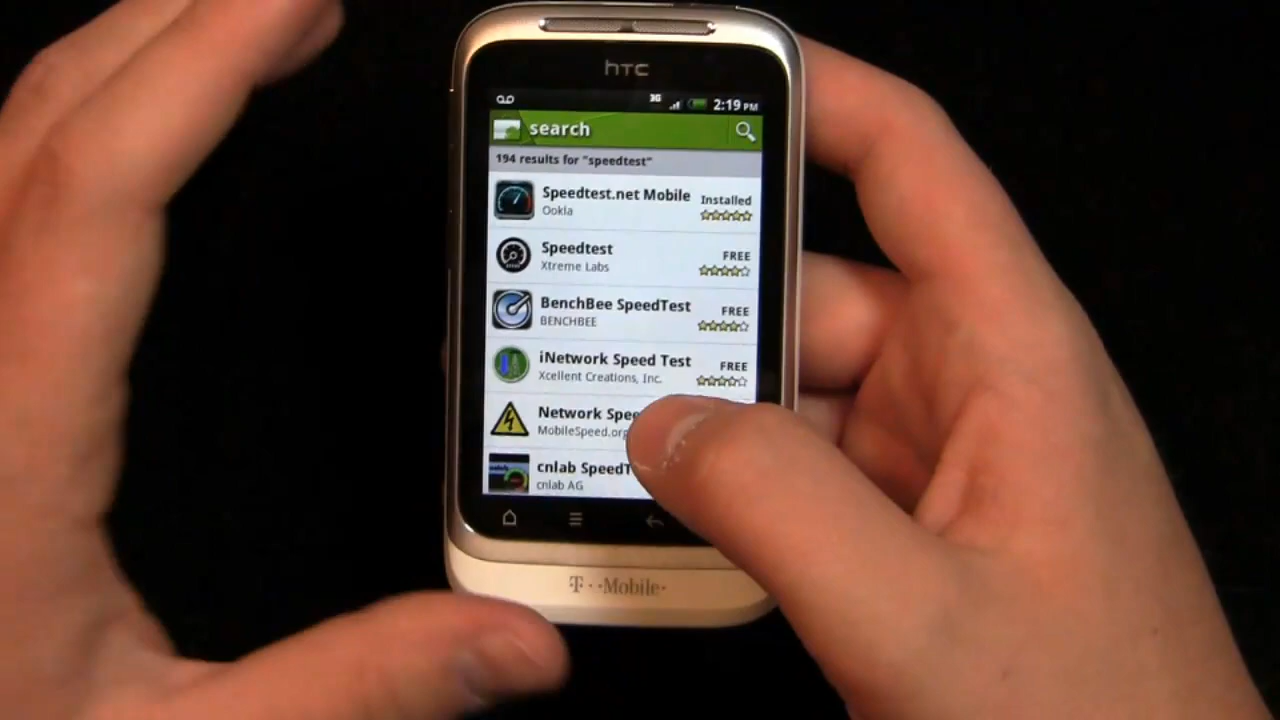 hTC
3G 2:19 PM
search
194 results for "speedtest"
Speedtest.net Mobile
Installed
Ookla
Speedtest
FREE
Xtreme Labs
BenchBee SpeedTest
FREE
BENCHBEE
iNetwork Speed Test
FREE
Xcellent Creations, Inc.
Network Spee
MobileSpeed.org
cnlab SpeedT
cnlab AG
T··Mobile·